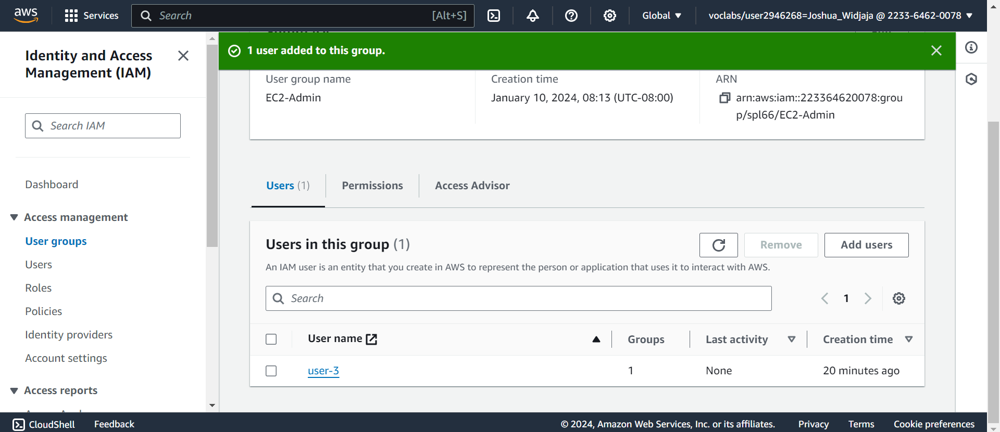 aws
Services
Search
[Alt+S]
Global
voclabs/user2946268=Joshua_Widjaja @ 2233-6462-0078
Identity and Access
Management (IAM)
Search IAM
Dashboard
Access management
User groups
Users
Roles
Policies
Identity providers
Account settings
Access reports
1 user added to this group.
User group name
EC2-Admin
Creation time
January 10, 2024, 08:13 (UTC-08:00)
ARN
arn:aws:iam::223364620078:grou
p/spl66/EC2-Admin
Users (1)
Permissions
Access Advisor
Users in this group (1)
Remove
Add users
An IAM user is an entity that you create in AWS to represent the person or application that uses it to interact with AWS.
Search
1
User name
Groups
Last activity
Creation time
user-3
1
None
20 minutes ago
CloudShell
Feedback
© 2024, Amazon Web Services, Inc. or its affiliates.
Privacy
Terms
Cookie preferences